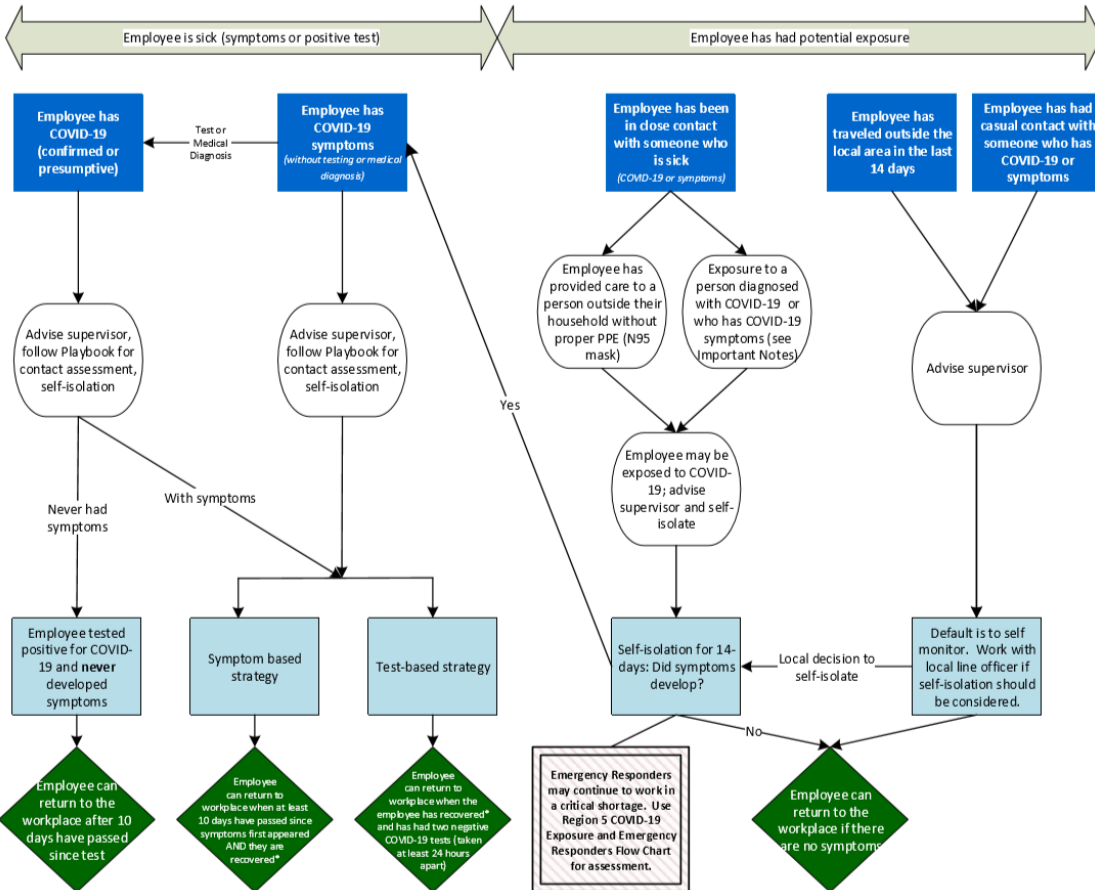 Employee is sick (symptoms or positive test)
Employee has had potential exposure
Employee has
COVID-19
(confirmed or
presumptive)
Test or
Medical
Diagnosis
Employee has
COVID-19
symptoms
(without testing or medical
diagnosis)
Employee has been
in close contact
with someone who
is sick
(COVID-19 or symptoms)
Employee has
traveled outside the
local area in the last
14 days
Employee has had
casual contact with
someone who has
COVID-19 or
symptoms
Advise supervisor,
follow Playbook for
contact assessment,
self-isolation
Advise supervisor,
follow Playbook for
contact assessment,
self-isolation
Employee has
provided care to a
person outside their
household without
proper PPE (N95
mask)
Exposure to a
person diagnosed
with COVID-19 or
who has COVID-19
symptoms (see
Important Notes)
Advise supervisor
Yes
Employee may be
exposed to COVID-
19; advise
supervisor and self-
isolate
Never had
symptoms
With symptoms
Employee tested
positive for COVID-
19 and never
developed
symptoms
Symptom based
strategy
Test-based strategy
Self-isolation for 14-
days: Did symptoms
develop?
Local decision to
self-isolate
Default is to self
monitor. Work with
local line officer if
self-isolation should
be considered.
No
Employee can
return to the
workplace after 10
days have passed
since test
Employee
can return to
workplace when at least
10 days have passed since
symptoms first appeared
AND they are
recovered*
Employee
can return to
workplace when the
employee has recovered*
and has had two negative
COVID-19 tests (taken
at least 24 hours
apart)
Emergency Responders
may continue to work in
a critical shortage. Use
Region 5 COVID-19
Exposure and Emergency
Responders Flow Chart
for assessment.
Employee can
return to the
workplace if there
are no symptoms